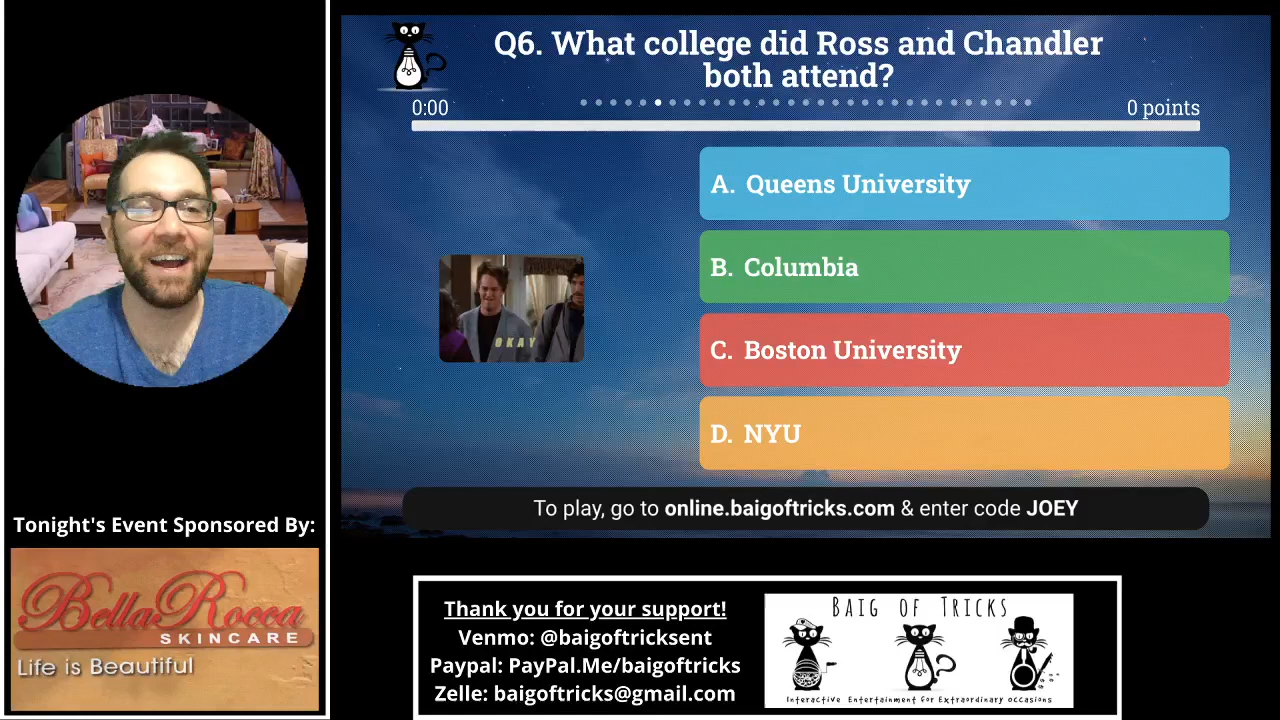 Q6. What college did Ross and Chandler
both attend?
0:00
0 points
A. Queens University
B. Columbia
OKAY
C. Boston University
D. NYU
To play, go to online.baigoftricks.com & enter code JOEY
Tonight's Event Sponsored By:
BellaRocca
SKINCARE
Life is Beautiful
Thank you for your support!
Venmo: @baigoftricksent
Paypal: PayPal.Me/baigoftricks
Zelle: baigoftricks@gmail.com
BAIG OF TRICKS
Interactive Entertainment for Extraordinary occasions